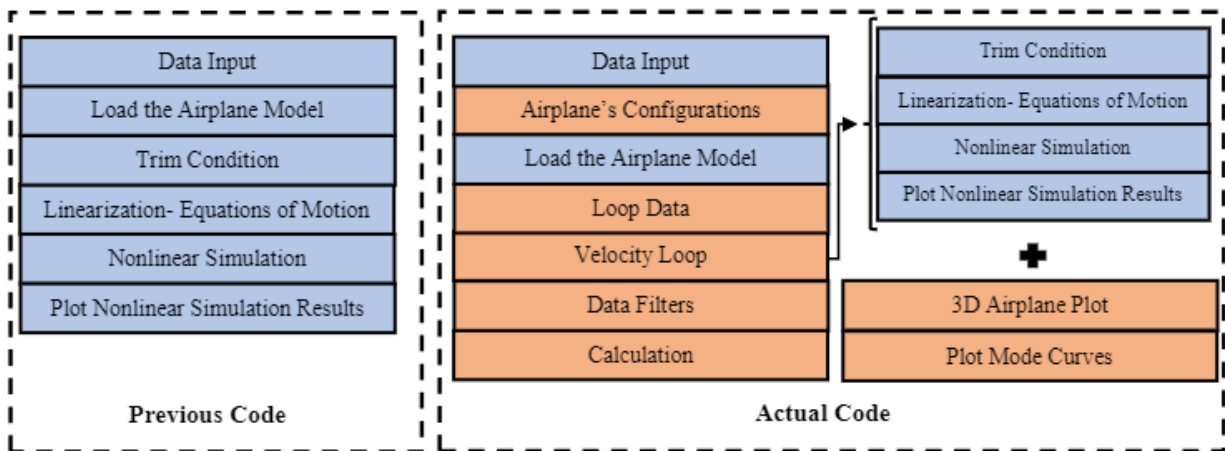 Data Input
Load the Airplane Model
Trim Condition
Linearization- Equations of Motion
Nonlinear Simulation
Plot Nonlinear Simulation Results
Previous Code
Data Input
Airplane's Configurations
Load the Airplane Model
Loop Data
Velocity Loop
Data Filters
Calculation
Trim Condition
Linearization- Equations of Motion
Nonlinear Simulation
Plot Nonlinear Simulation Results
3D Airplane Plot
Plot Mode Curves
Actual Code